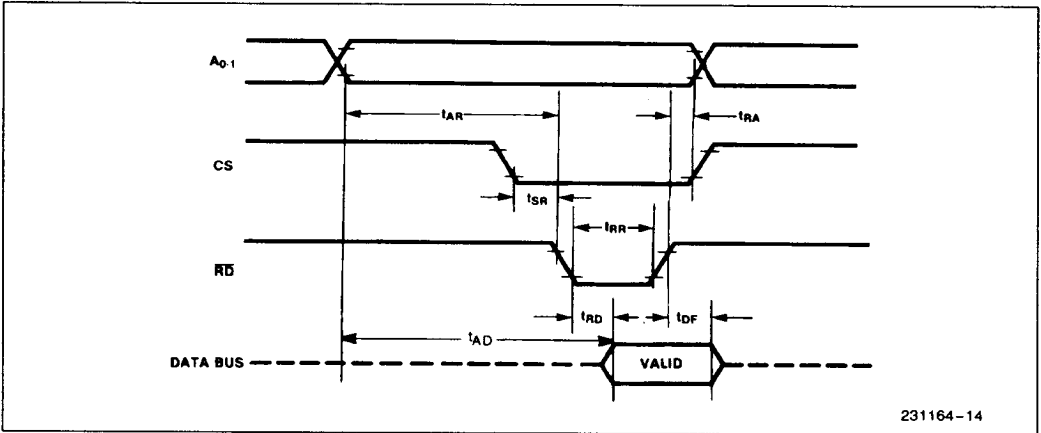 A0-1
tAR
tRA
CS
tSR
tRR
RD
tRD
tDF
tAD
DATA BUS
VALID
231164-14